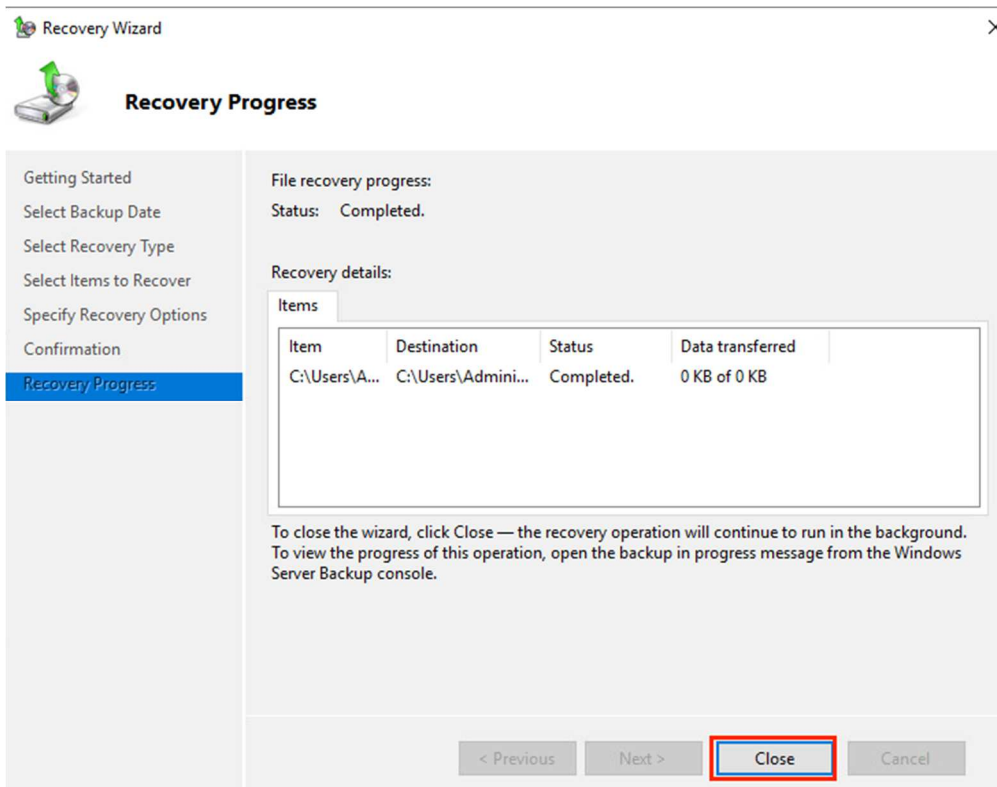 Recovery Wizard
Recovery Progress
Getting Started
Select Backup Date
Select Recovery Type
Select Items to Recover
Specify Recovery Options
Confirmation
Recovery Progress
File recovery progress:
Status: Completed.
Recovery details:
Items
Item Destination Status Data transferred
C:\Users\A... C:\Users\Admini... Completed. 0 KB of 0 KB
To close the wizard, click Close — the recovery operation will continue to run in the background.
To view the progress of this operation, open the backup in progress message from the Windows
Server Backup console.
< Previous Next > Close Cancel